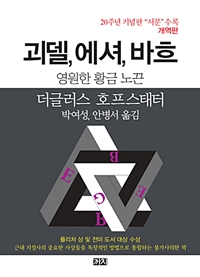 20주년 기념판 "서문" 수록
개역판
괴델, 에셔, 바흐
영원한 황금 노끈
더글러스 호프스태터
박여성, 안병서 옮김
E G B
B E G
퓰리처 상 및 전미 도서 대상 수상
근대 지성사의 중요한 사상들을 독창적인 방법으로 통합하는 불가사의한 책
까치